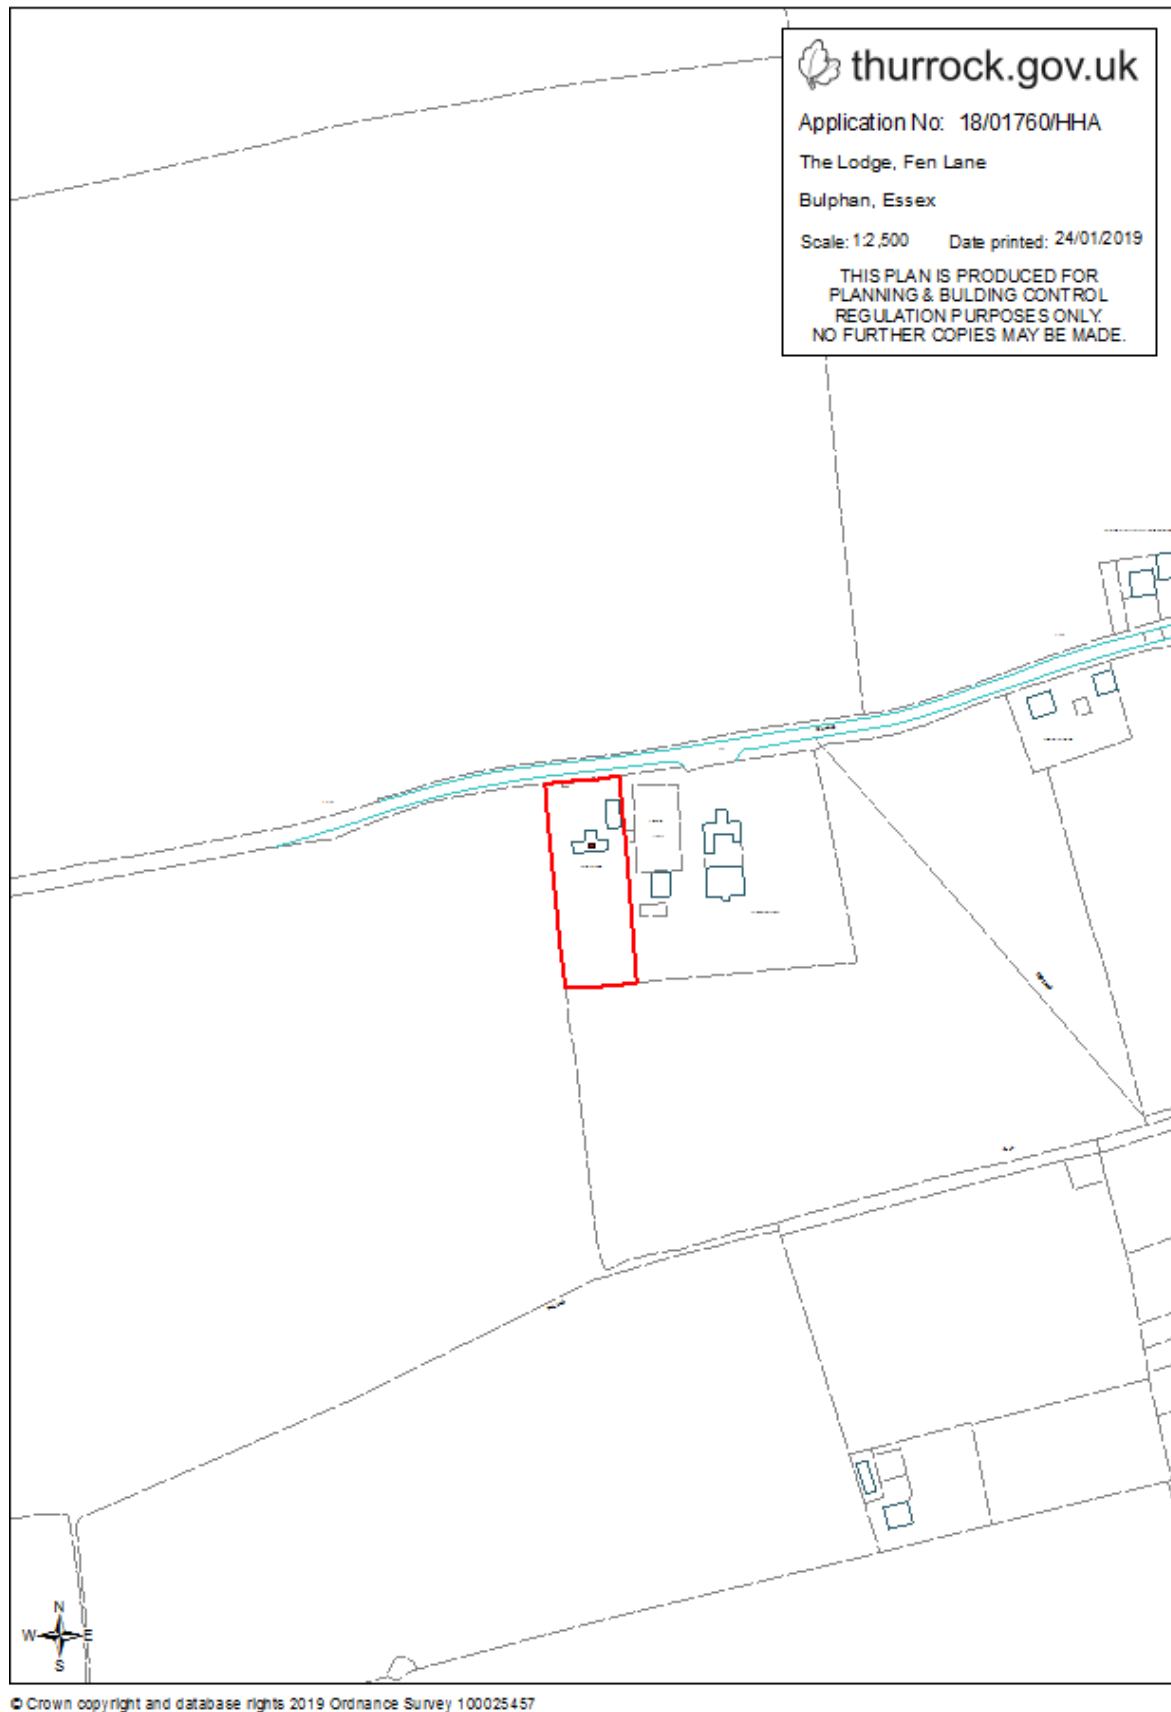 thurrock.gov.uk
Application No: 18/01760/HHA
The Lodge, Fen Lane
Bulphan, Essex
Scale: 1:2,500 Date printed: 24/01/2019
THIS PLAN IS PRODUCED FOR
PLANNING & BULDING CONTROL
REGULATION PURPOSES ONLY.
NO FURTHER COPIES MAY BE MADE.
N
W E
S
© Crown copyright and database rights 2019 Ordnance Survey 100025457